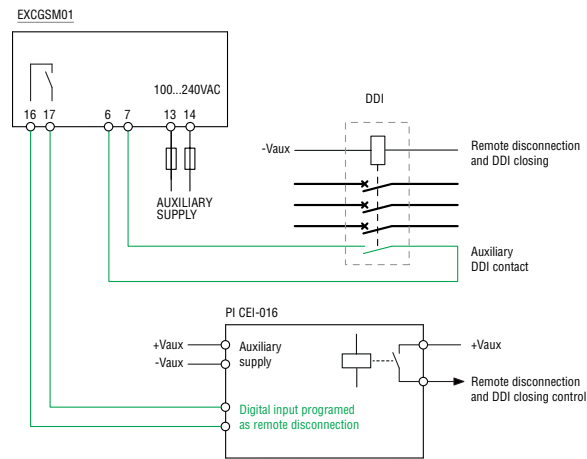 EXCGSM01
100...240VAC
16 17 6 7 13 14
AUXILIARY
SUPPLY
DDI
-Vaux
Remote disconnection
and DDI closing
Auxiliary
DDI contact
PI CEI-016
+Vaux
-Vaux
Auxiliary
supply
+Vaux
Remote disconnection
and DDI closing control
Digital input programed
as remote disconnection